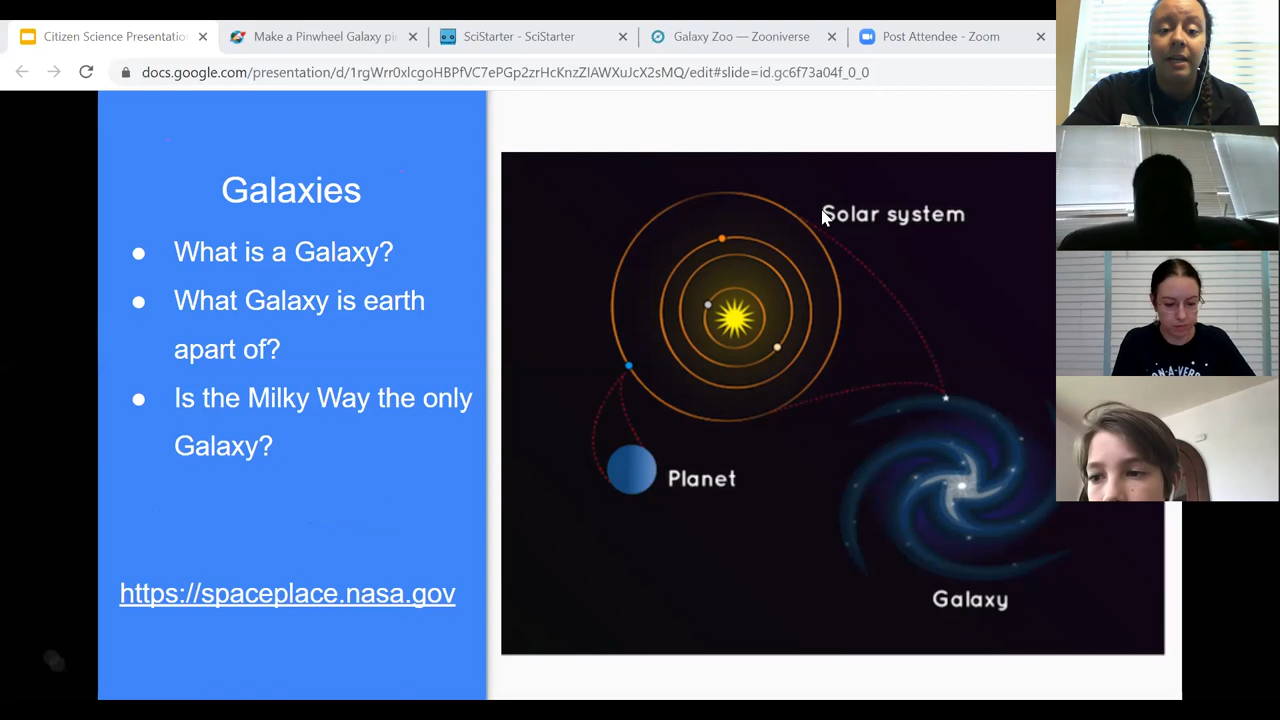 Citizen Science Presentatio
Make a Pinwheel Galaxy pi
SciStarter - SciStarter
Galaxy Zoo — Zooniverse
Post Attendee - Zoom
docs.google.com/presentation/d/1rgWrr0xlcgoHBPfVC7ePGp2zrHcKnzZlAWXuJcX2sMQ/edit#slide=id.gc6f73a04f_0_0
Galaxies
What is a Galaxy?
What Galaxy is earth
apart of?
Is the Milky Way the only
Galaxy?
https://spaceplace.nasa.gov
Solar system
Planet
Galaxy